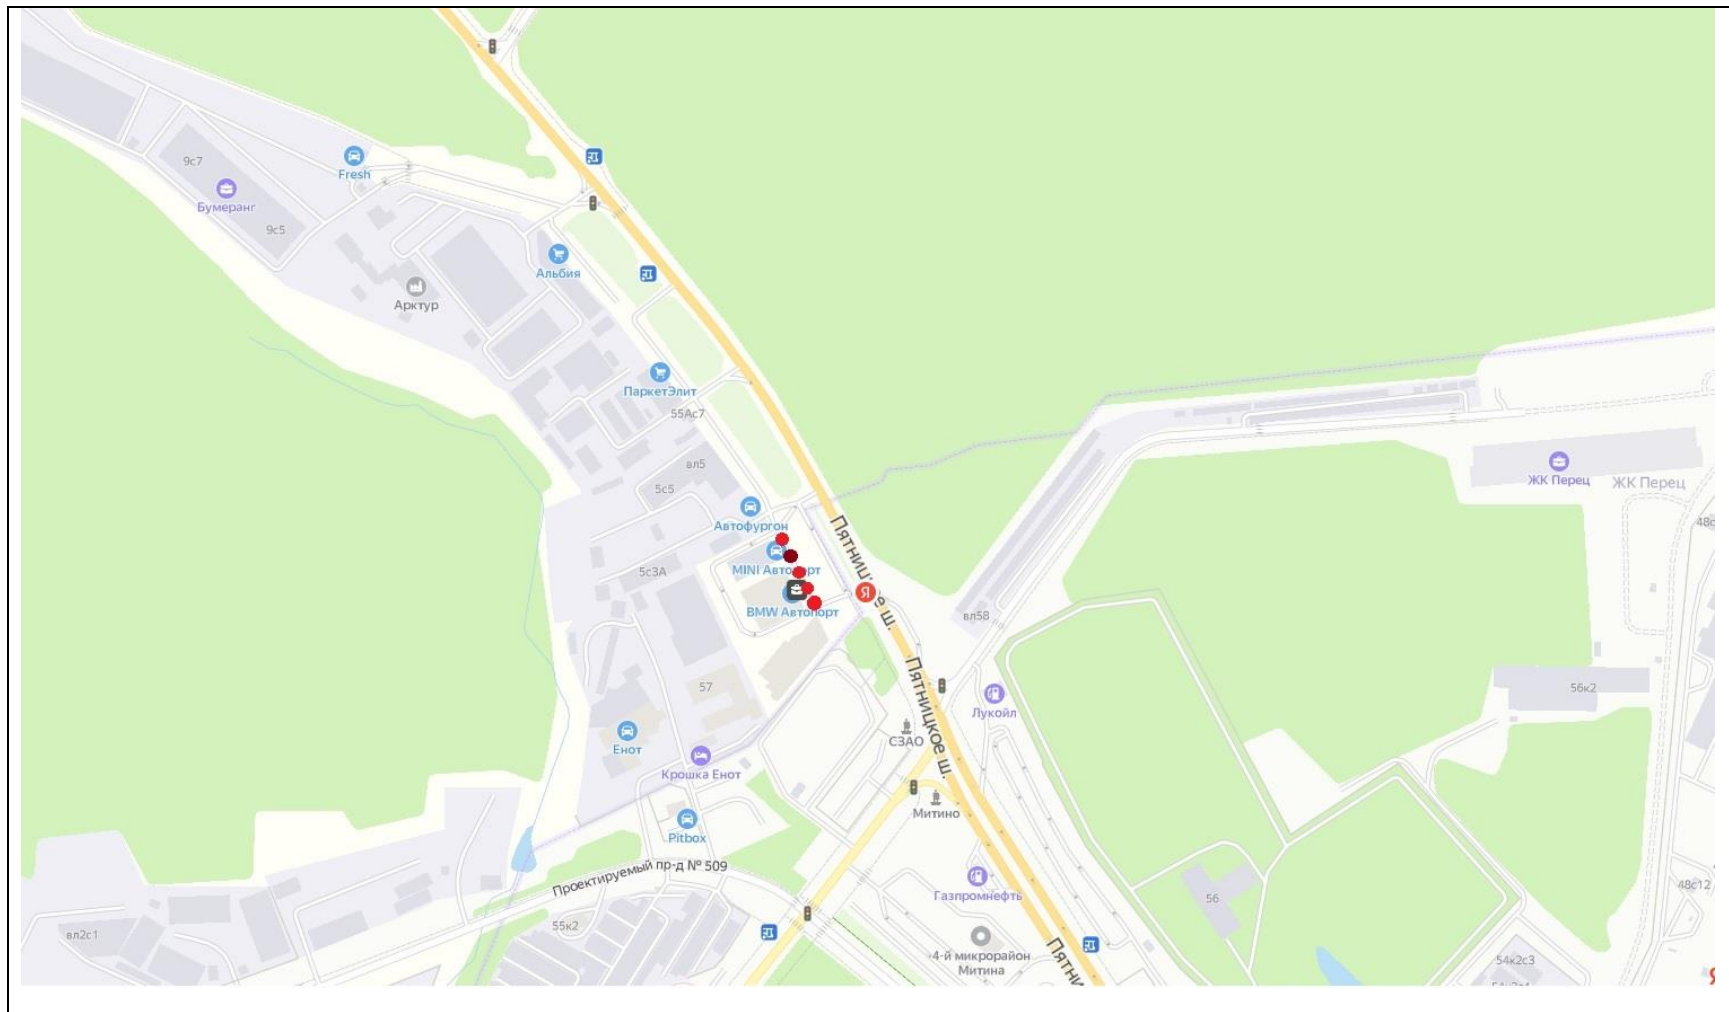 9с7
Fresh
Бумеранг
9с5
Альбия
Арктур
ПаркетЭлит
55Ас7
вл5
5с5
ЖК Перец
ЖК Перец
Автофургон
Пятницкое ш.
MINI Автопорт
5с3А
BMW Автопорт
Я
вл58
57
56к2
Пятницкое ш.
Лукойл
СЗАО
Енот
Крошка Енот
Митино
Pitbox
Проектируемый пр-д № 509
Газпромнефть
56
48с12
55к2
вл2с1
4-й микрорайон
Митина
54к2с3